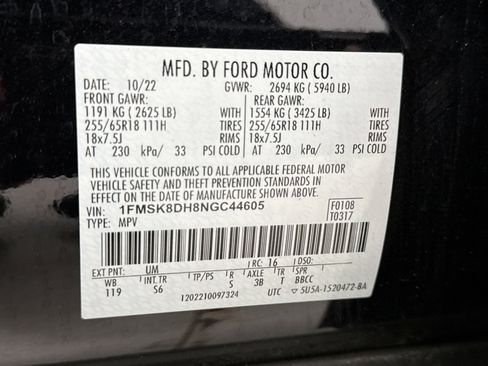 MFD. BY FORD MOTOR CO.
DATE: 10/22 GVWR: 2694 KG ( 5940 LB)
FRONT GAWR: REAR GAWR:
1191 KG ( 2625 LB) WITH 1554 KG ( 3425 LB) WITH
255/65R18 111H TIRES 255/65R18 111H TIRES
18x7.5J RIMS 18x7.5J RIMS
AT 230 kPa/ 33 PSI COLD AT 230 kPa/ 33 PSI COLD
THIS VEHICLE CONFORMS TO ALL APPLICABLE FEDERAL MOTOR
VEHICLE SAFETY AND THEFT PREVENTION STANDARDS IN EFFECT
ON THE DATE OF MANUFACTURE SHOWN ABOVE.
VIN: 1FMSK8DH8NGC44605 F0108
TYPE: MPV T0317
EXT PNT: UM RC: 16 DSO:
WB INT TR TP/PS R AXLE TR SPR
119 S6 S 3B T BBCC
1202210097324 UTC 5U5A-1520472-BA